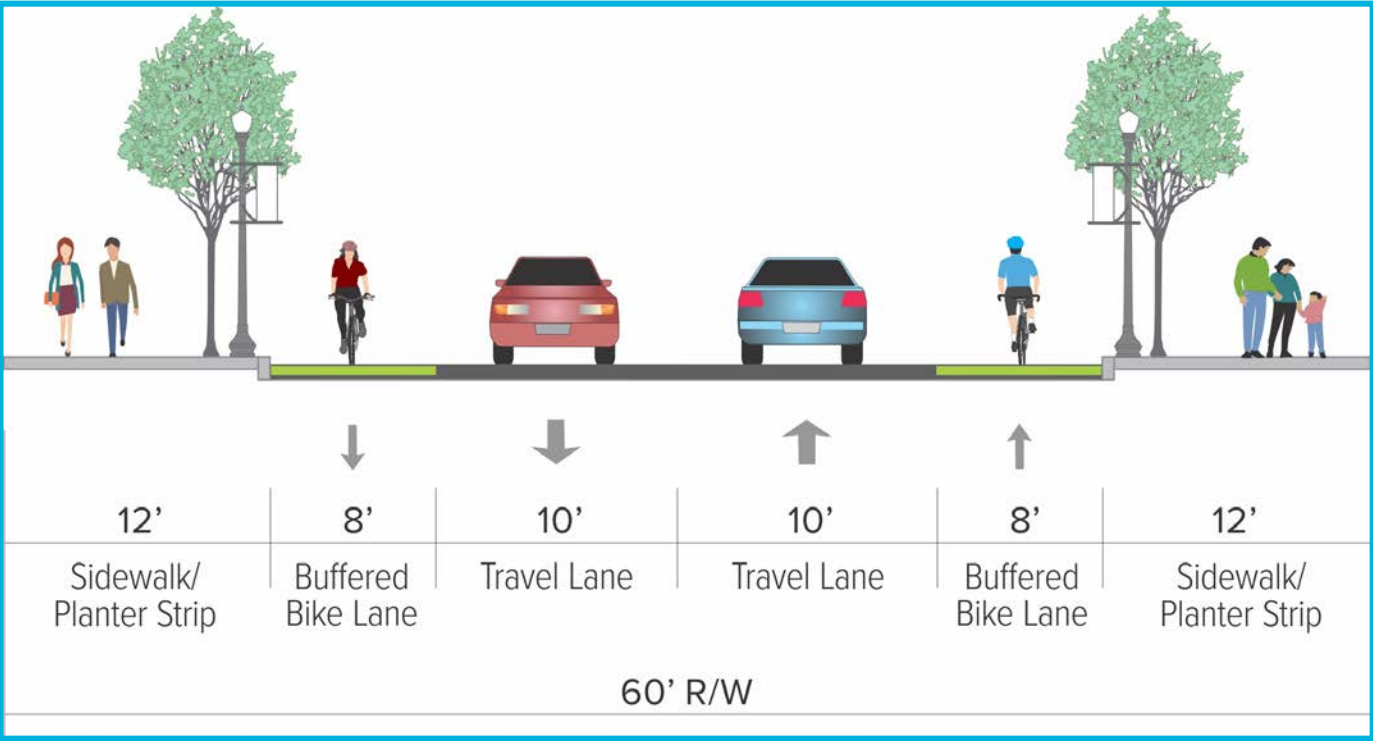 12’ 8’ 10’ 10’ 8’ 12’
Sidewalk/ Buffered Travel Lane Travel Lane Buffered Sidewalk/
Planter Strip Bike Lane Bike Lane Planter Strip
60’ R/W